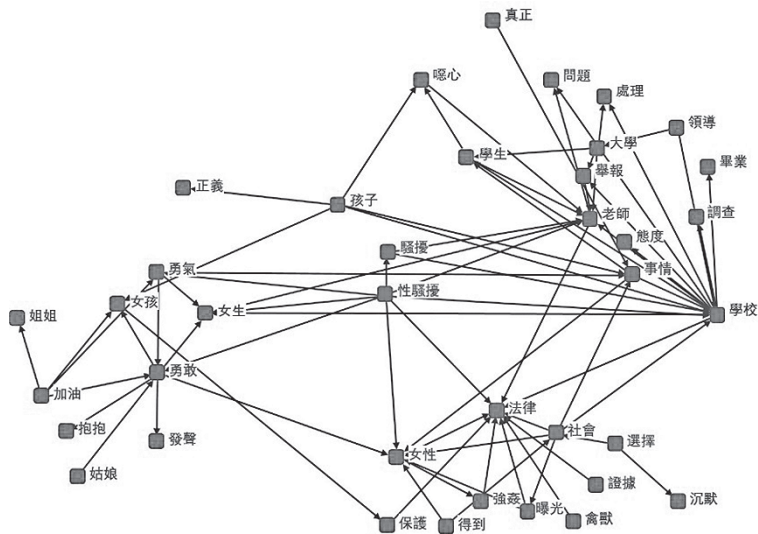 真正
噁心
問題
處理
領導
大學
學生
畢業
舉報
正義
孩子
老師
調查
態度
騷擾
勇氣
事情
性騷擾
女孩
女生
學校
姐姐
勇敢
加油
法律
抱抱
社會
發聲
選擇
女性
姑娘
證據
強姦
沉默
曝光
保護
得到
禽獸